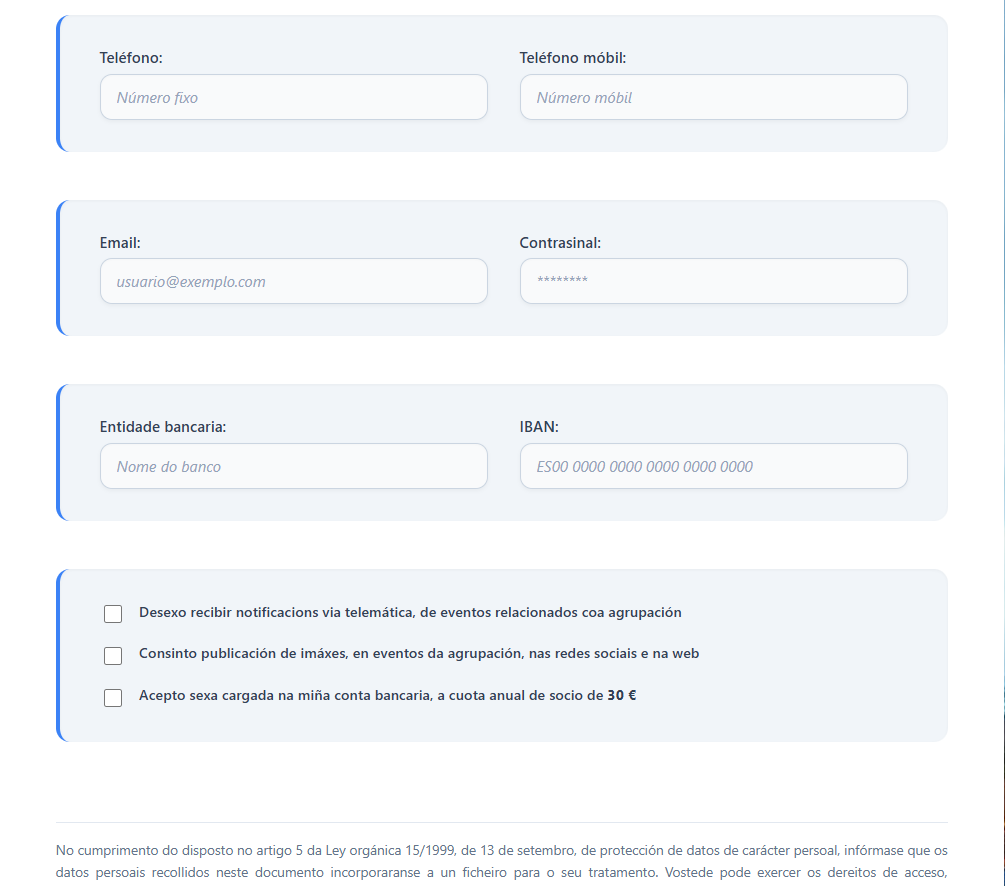 Teléfono: Teléfono móbil:
Número fixo Número móbil
Email: Contrasinal:
usuario@exemplo.com ********
Entidade bancaria: IBAN:
Nome do banco ES00 0000 0000 0000 0000 0000
Desexo recibir notificacions via telemática, de eventos relacionados coa agrupación
Consinto publicación de imáxes, en eventos da agrupación, nas redes sociais e na web
Acepto sexa cargada na miña conta bancaria, a cuota anual de socio de 30 €
No cumprimento do disposto no artigo 5 da Ley orgánica 15/1999, de 13 de setembro, de protección de datos de carácter persoal, infórmase que os
datos persoais recollidos neste documento incorporaranse a un ficheiro para o seu tratamento. Vostede pode exercer os dereitos de acceso,